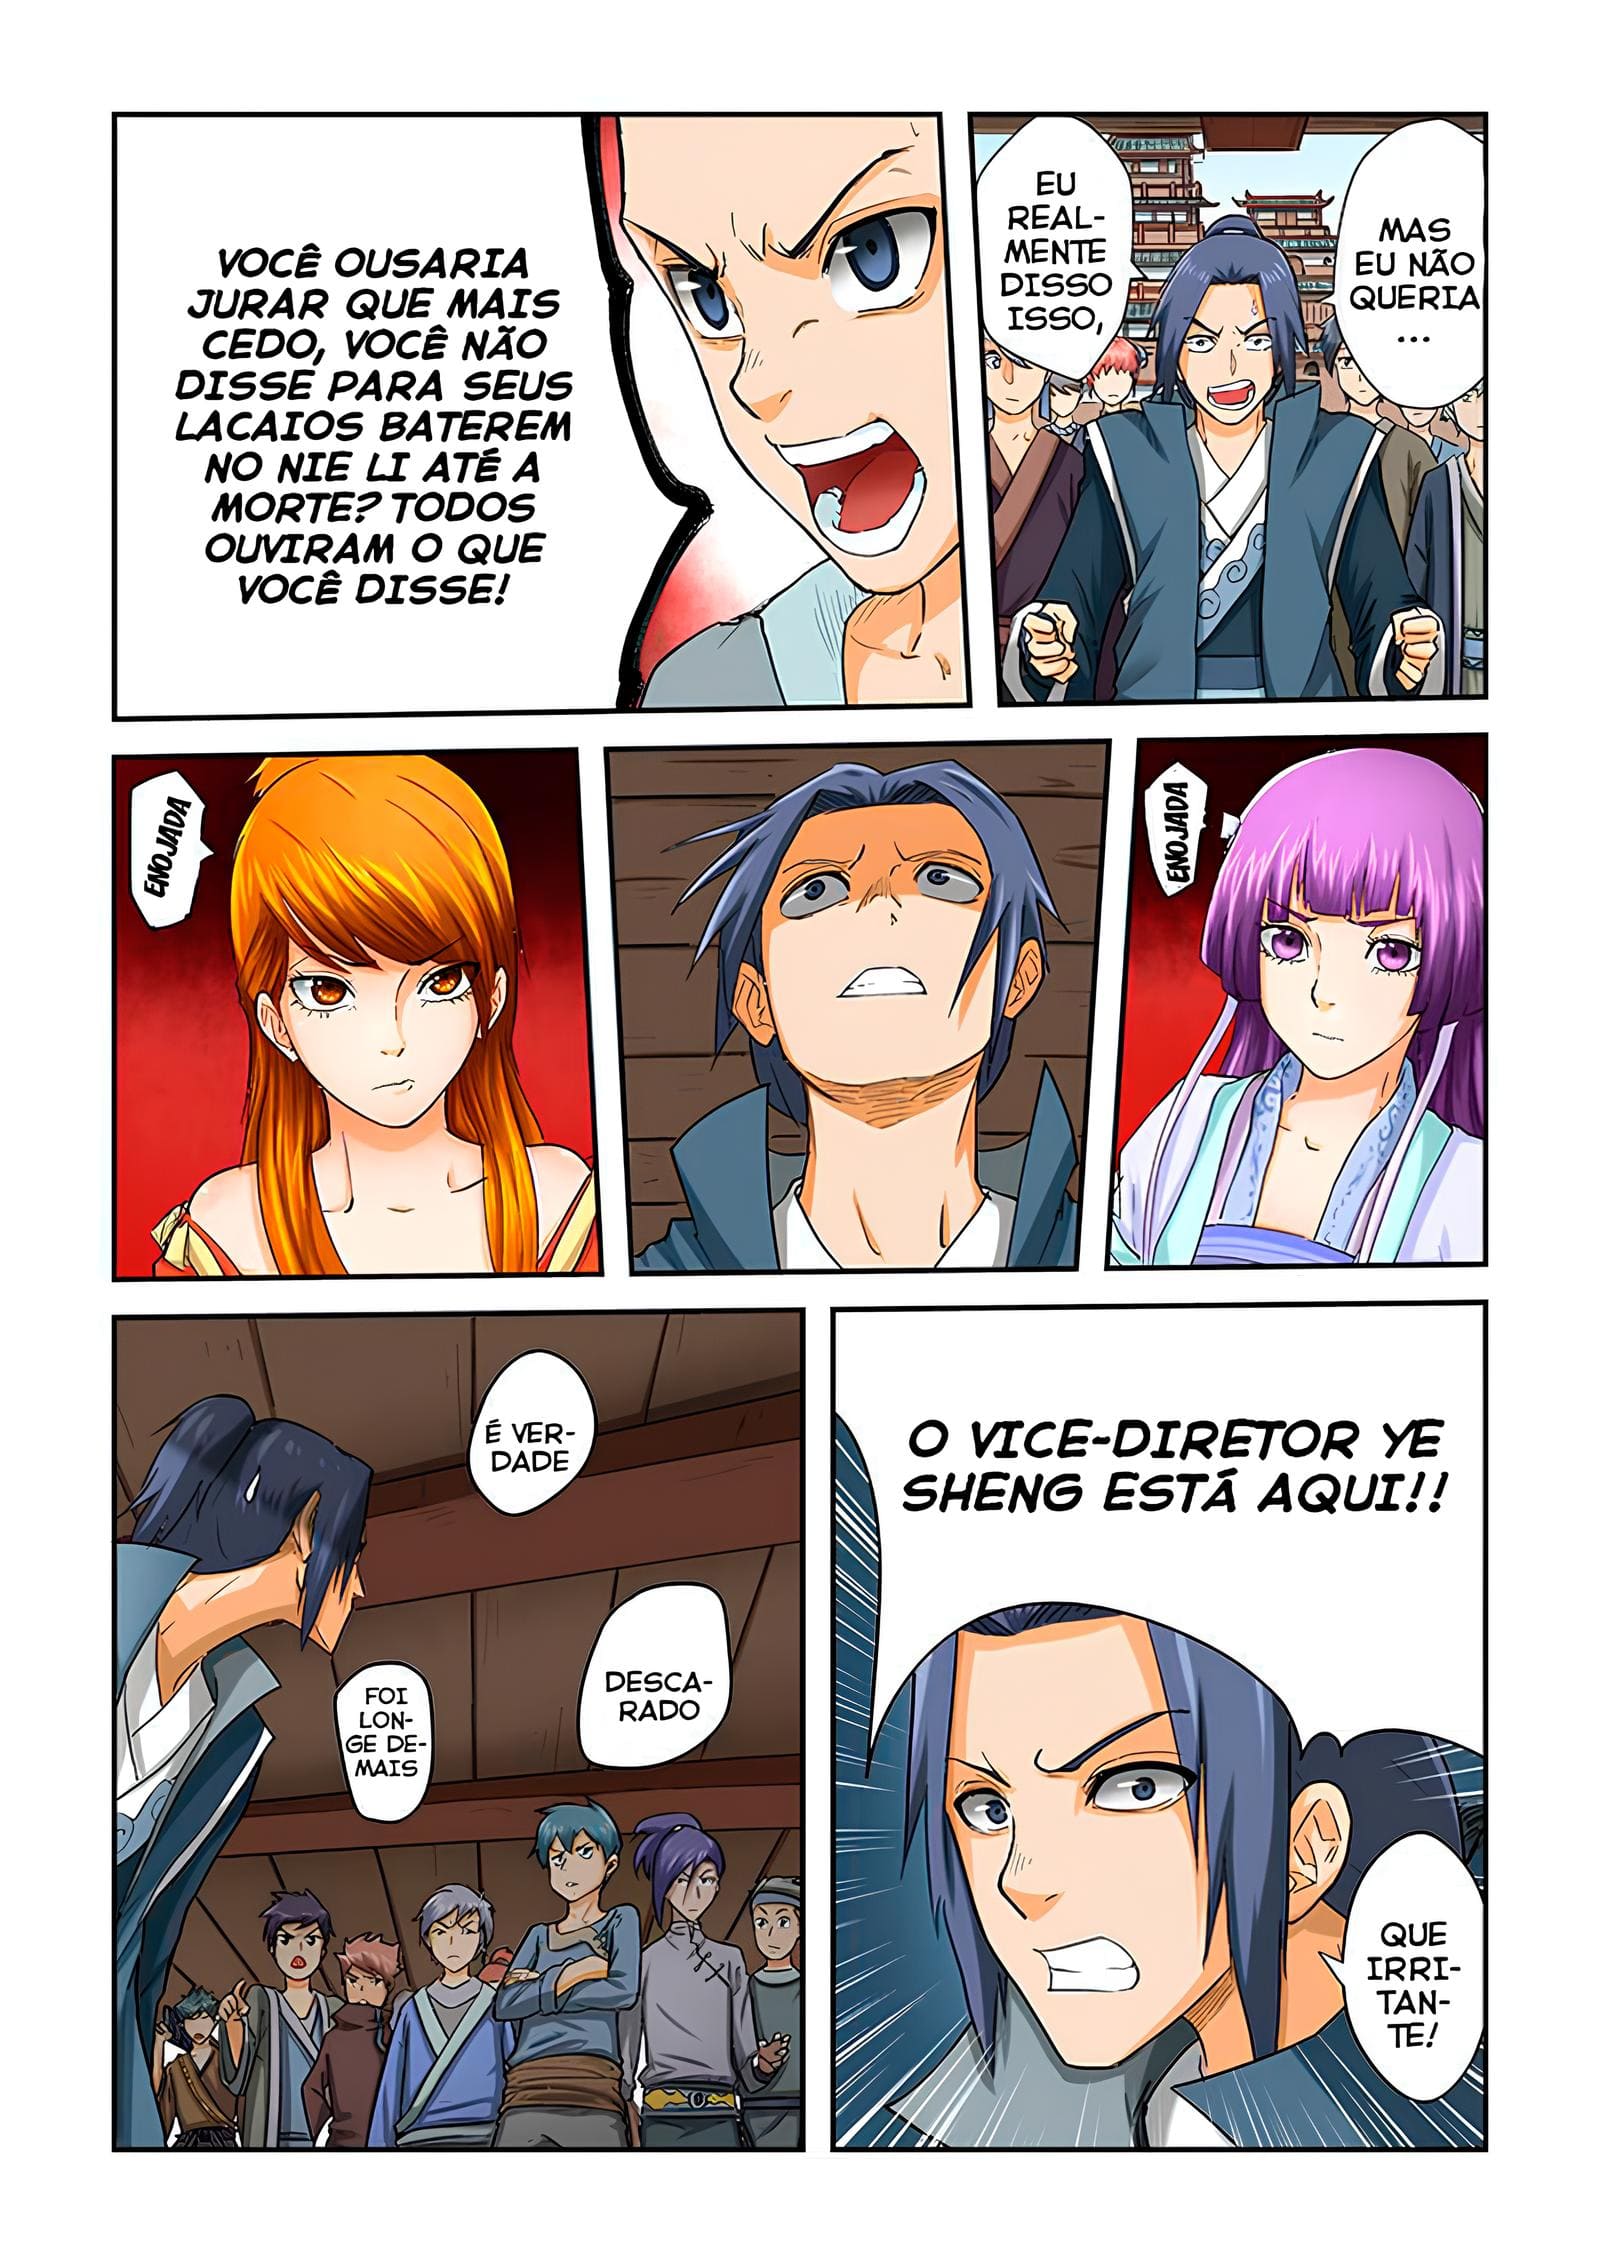 VOCÊ OUSARIA
JURAR QUE MAIS
CEDO, VOCÊ NÃO
DISSE PARA SEUS
LACAIOS BATEREM
NO NIE LI ATÉ A
MORTE? TODOS
OUVIRAM O QUE
VOCÊ DISSE!
EU
REAL-
MENTE
DISSO
ISSO,
MAS
EU NÃO
QUERIA
...
ENOJADA
ENOJADA
É VER-
DADE
DESCA-
RADO
FOI
LON-
GE DE-
MAIS
O VICE-DIRETOR YE
SHENG ESTÁ AQUI!!
QUE
IRRI-
TAN-
TE!